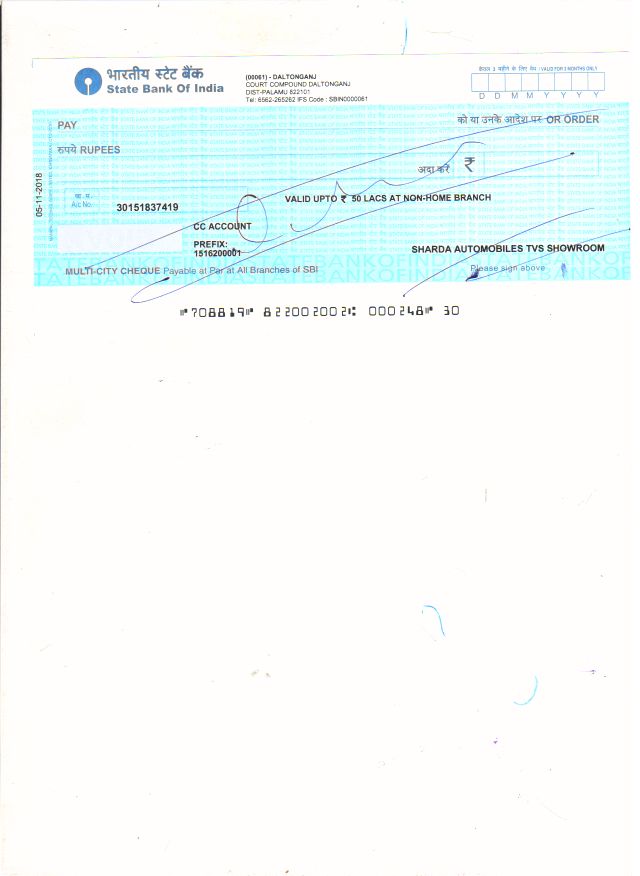 भारतीय स्टेट बैंक
State Bank Of India
(00061) - DALTONGANJ
COURT COMPOUND DALTONGANJ
DIST-PALAMU 822101
Tel: 6562-265262 IFS Code : SBIN0000061
केवल 3 महीने के लिए वैध / VALID FOR 3 MONTHS ONLY
D D M M Y Y Y Y
PAY
को या उनके आदेश पर OR ORDER
रुपये RUPEES
अदा करें ₹
05-11-2018
खा. सं.
A/c No.
30151837419
VALID UPTO ₹ 50 LACS AT NON-HOME BRANCH
CC ACCOUNT
PREFIX:
1516200001
SHARDA AUTOMOBILES TVS SHOWROOM
MULTI-CITY CHEQUE Payable at Par at All Branches of SBI
Please sign above
⑈708819⑈ 822002002⑆ 000248⑈ 30